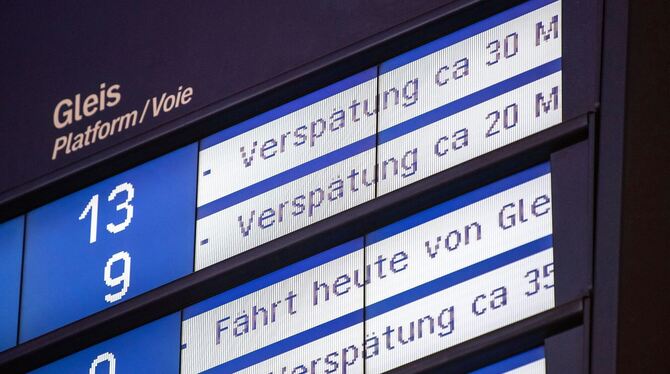 Gleis
Platform/Voie
13 - Verspätung ca 30 M
9 - Verspätung ca 20 M
- Fährt heute von Gle
Verspätung ca 35